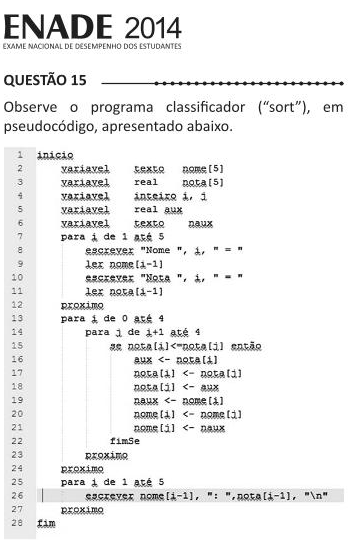 ENADE 2014
EXAME NACIONAL DE DESEMPENHO DOS ESTUDANTES
QUESTÃO 15
Observe o programa classificador (“sort”), em
pseudocódigo, apresentado abaixo.
1 inicio
2 variavel texto nome[5]
3 variavel real nota[5]
4 variavel inteiro i, j
5 variavel real aux
6 variavel texto naux
7 para i de 1 até 5
8 escrever "Nome ", i, " = "
9 ler nome[i-1]
10 escrever "Nota ", i, " = "
11 ler nota[i-1]
12 proximo
13 para i de 0 até 4
14 para j de i+1 até 4
15 se nota[i]<=nota[j] então
16 aux <- nota[i]
17 nota[i] <- nota[j]
18 nota[j] <- aux
19 naux <- nome[i]
20 nome[i] <- nome[j]
21 nome[j] <- naux
22 fimSe
23 proximo
24 proximo
25 para i de 1 até 5
26 escrever nome[i-1], ": ",nota[i-1], "\n"
27 proximo
28 fim